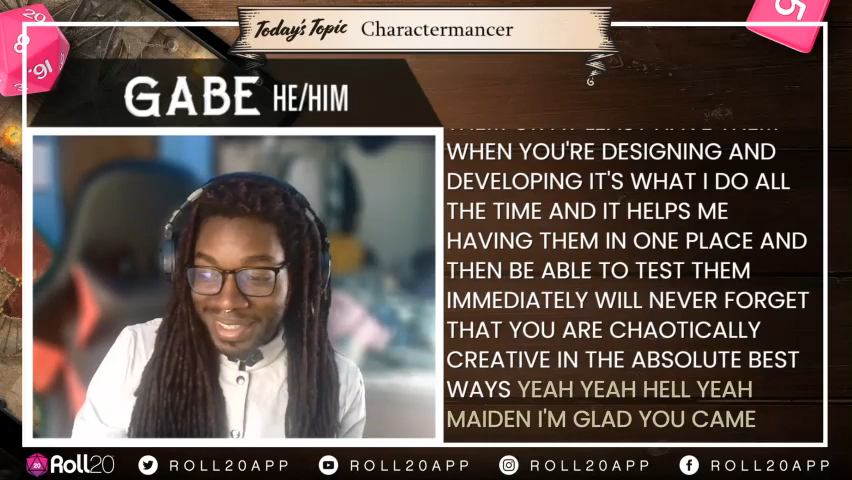 Today's Topic Charactermancer
GABE HE/HIM
WHEN YOU'RE DESIGNING AND
DEVELOPING IT'S WHAT I DO ALL
THE TIME AND IT HELPS ME
HAVING THEM IN ONE PLACE AND
THEN BE ABLE TO TEST THEM
IMMEDIATELY WILL NEVER FORGET
THAT YOU ARE CHAOTICALLY
CREATIVE IN THE ABSOLUTE BEST
WAYS YEAH YEAH HELL YEAH
MAIDEN I'M GLAD YOU CAME
Roll20 ROLL20APP ROLL20APP ROLL20APP ROLL20APP